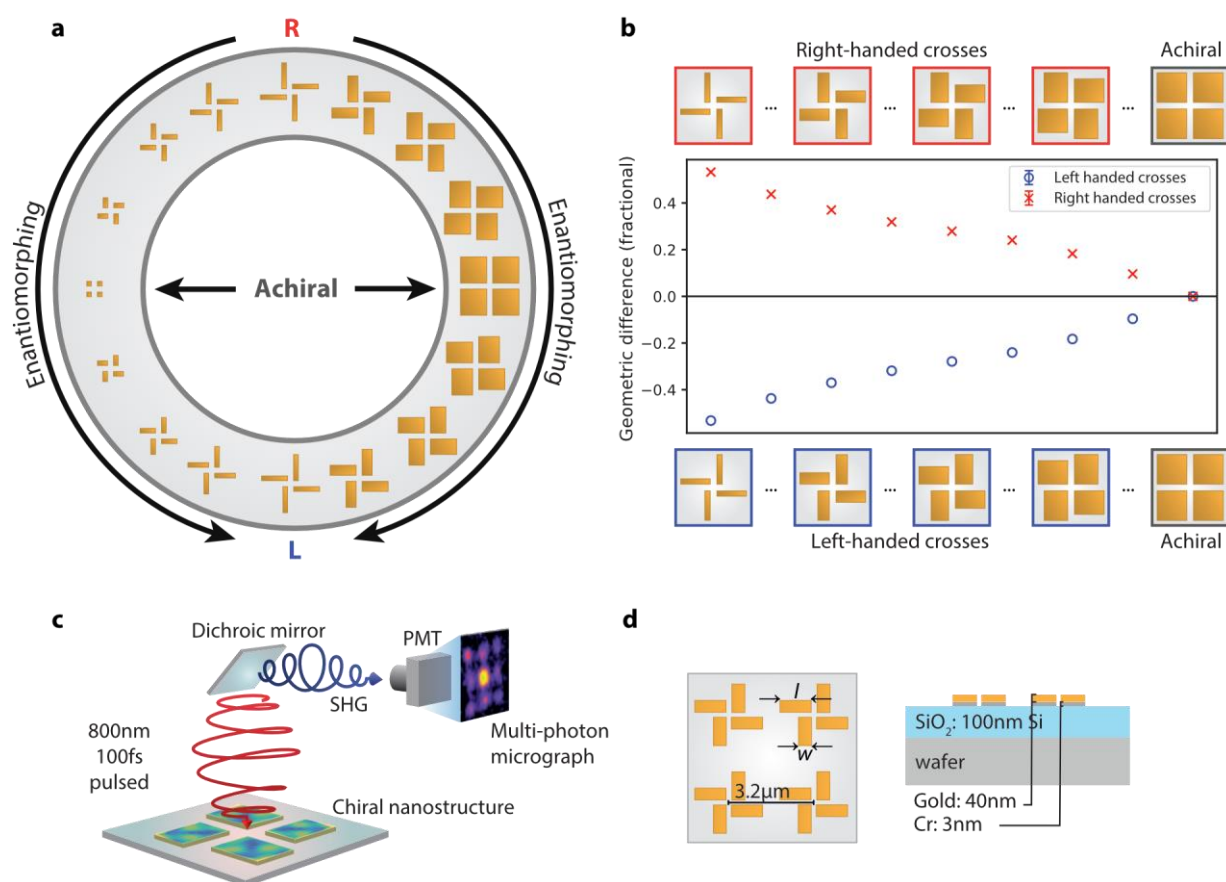 a
R
Enantiomorphing
Achiral
Enantiomorphing
L
b
Right-handed crosses
Achiral
... ... ... ...
Geometric difference (fractional)
0.4
0.2
0.0
−0.2
−0.4
Left handed crosses
Right handed crosses
... ... ... ...
Left-handed crosses
Achiral
c
Dichroic mirror
PMT
SHG
800nm
100fs
pulsed
Multi-photon
micrograph
Chiral nanostructure
d
l
w
3.2μm
SiO2: 100nm Si
wafer
Gold: 40nm
Cr: 3nm